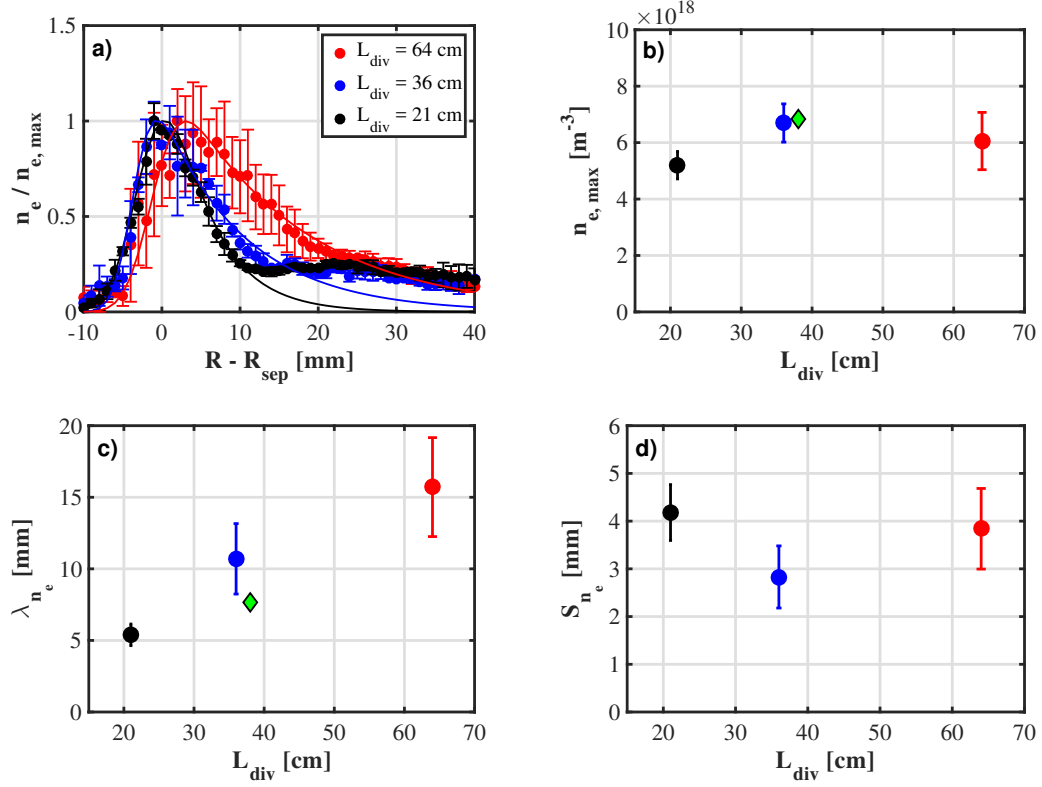 a)
L_div = 64 cm
L_div = 36 cm
L_div = 21 cm
1.5
1
0.5
0
n_e / n_e, max
-10 0 10 20 30 40
R - R_sep [mm]
×10^18
b)
10
8
6
4
2
0
n_e, max [m^-3]
20 30 40 50 60 70
L_div [cm]
c)
20
15
10
5
0
λ_n_e [mm]
20 30 40 50 60 70
L_div [cm]
d)
6
5
4
3
2
1
0
S_n_e [mm]
20 30 40 50 60 70
L_div [cm]